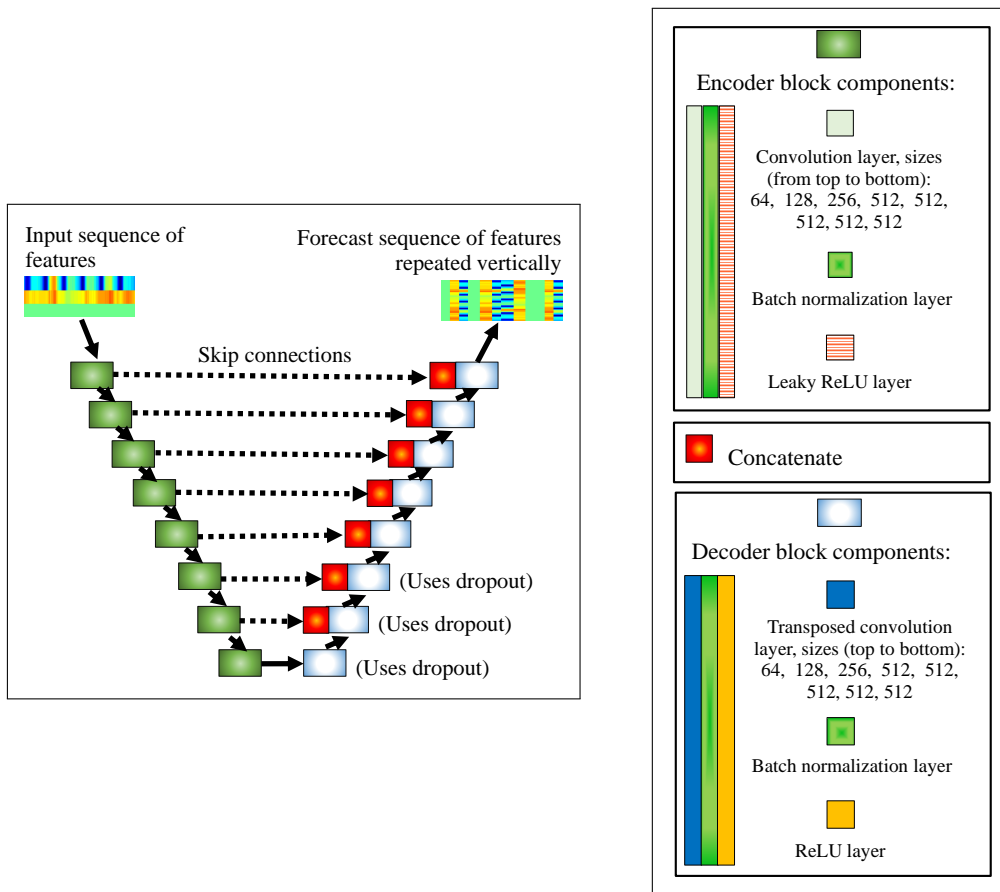 Input sequence of
features
Forecast sequence of features
repeated vertically
Skip connections
(Uses dropout)
(Uses dropout)
(Uses dropout)
Encoder block components:
Convolution layer, sizes
(from top to bottom):
64, 128, 256, 512, 512,
512, 512, 512
Batch normalization layer
Leaky ReLU layer
Concatenate
Decoder block components:
Transposed convolution
layer, sizes (top to bottom):
64, 128, 256, 512, 512,
512, 512, 512
Batch normalization layer
ReLU layer